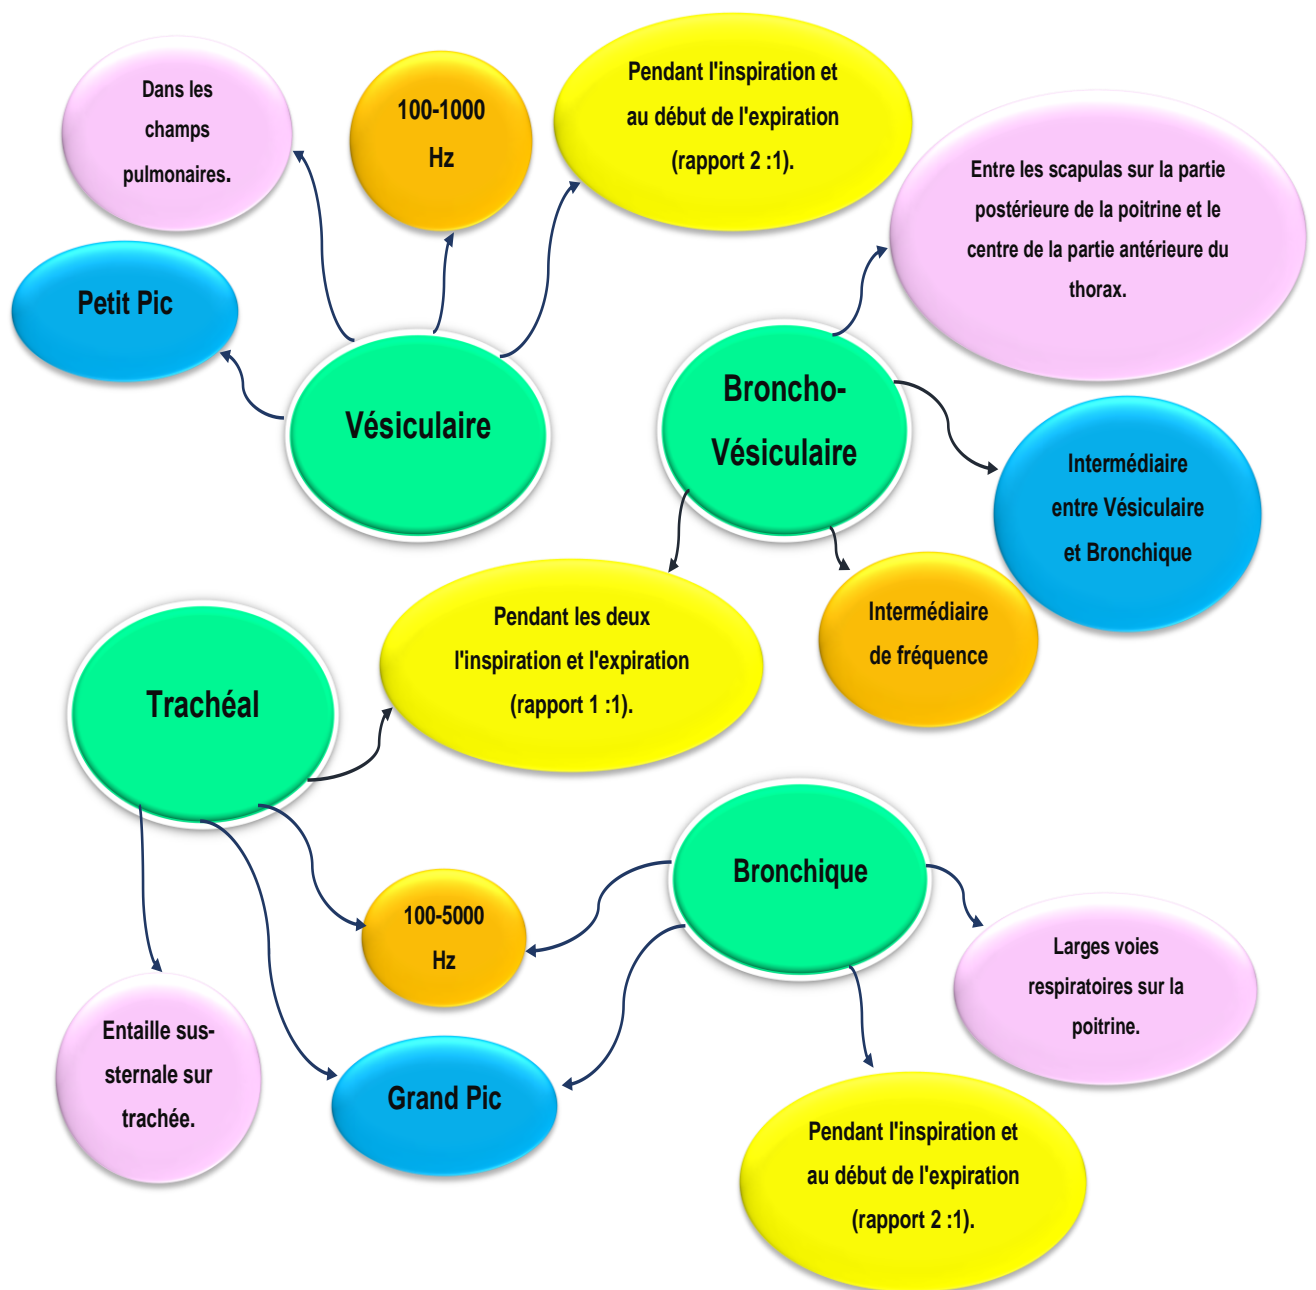 Dans les
champs
pulmonaires.
100-1000
Hz
Pendant l'inspiration et
au début de l'expiration
(rapport 2 :1).
Entre les scapulas sur la partie
postérieure de la poitrine et le
centre de la partie antérieure du
thorax.
Petit Pic
Vésiculaire
Broncho-
Vésiculaire
Intermédiaire
entre Vésiculaire
et Bronchique
Intermédiaire
de fréquence
Pendant les deux
l'inspiration et l'expiration
(rapport 1 :1).
Trachéal
Bronchique
100-5000
Hz
Larges voies
respiratoires sur la
poitrine.
Entaille sus-
sternale sur
trachée.
Grand Pic
Pendant l'inspiration et
au début de l'expiration
(rapport 2 :1).